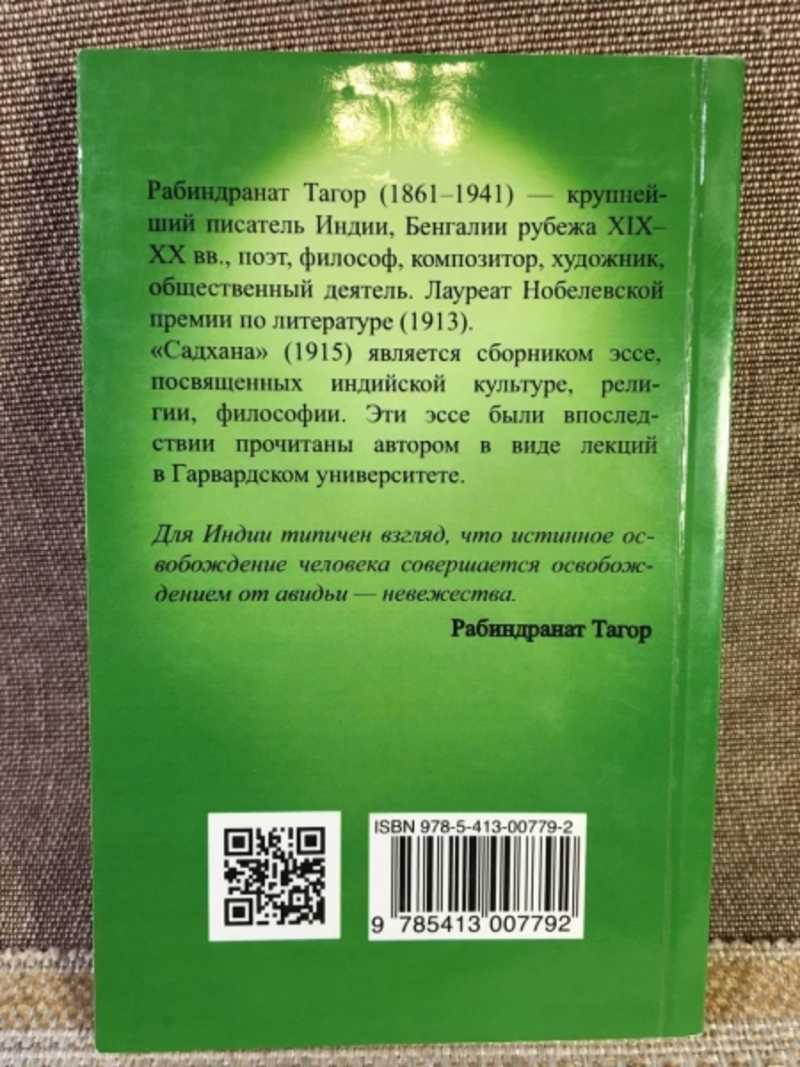 Рабиндранат Тагор (1861–1941) — крупней-
ший писатель Индии, Бенгалии рубежа XIX–
XX вв., поэт, философ, композитор, художник,
общественный деятель. Лауреат Нобелевской
премии по литературе (1913).
«Садхана» (1915) является сборником эссе,
посвященных индийской культуре, рели-
гии, философии. Эти эссе были впослед-
ствии прочитаны автором в виде лекций
в Гарвардском университете.
Для Индии типичен взгляд, что истинное ос-
вобождение человека совершается освобож-
дением от авидьи — невежества.
Рабиндранат Тагор
ISBN 978-5-413-00779-2
9 785413 007792